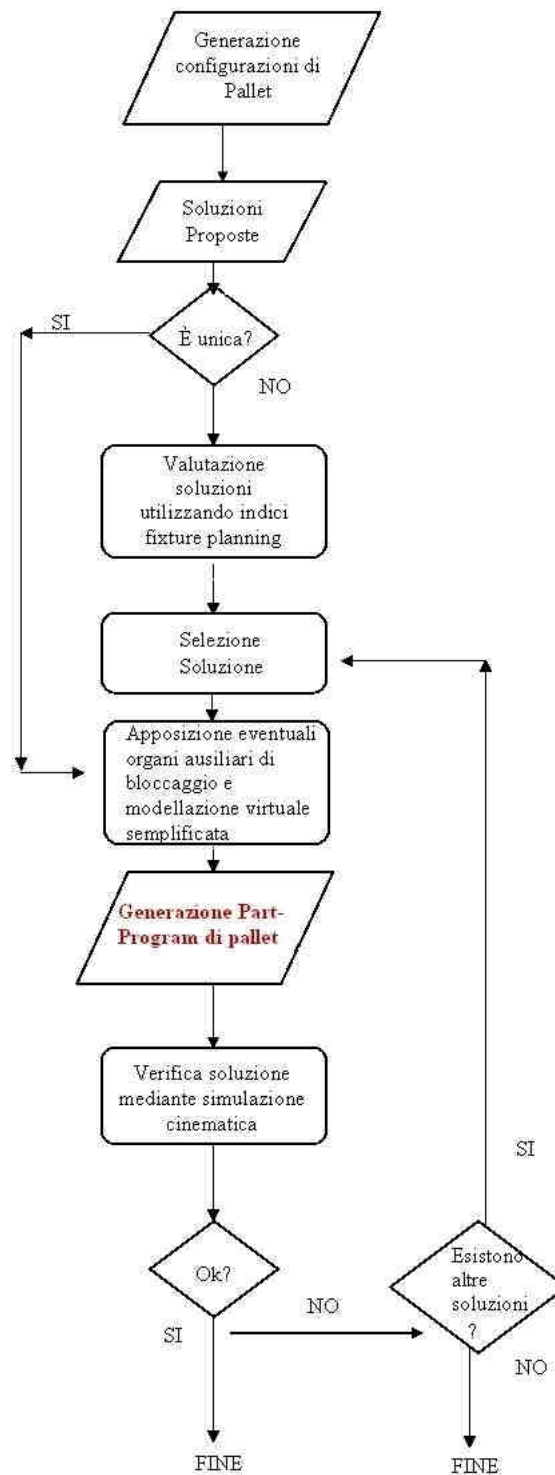 Generazione
configurazioni di
Pallet
Soluzioni
Proposte
SI
È unica?
NO
Valutazione
soluzioni
utilizzando indici
fixture planning
Selezione
Soluzione
Apposizione eventuali
organi ausiliari di
bloccaggio e
modellazione virtuale
semplificata
Generazione Part-
Program di pallet
Verifica soluzione
mediante simulazione
cinematica
SI
Ok?
Esistono
altre
soluzioni
?
NO
SI
NO
FINE
FINE